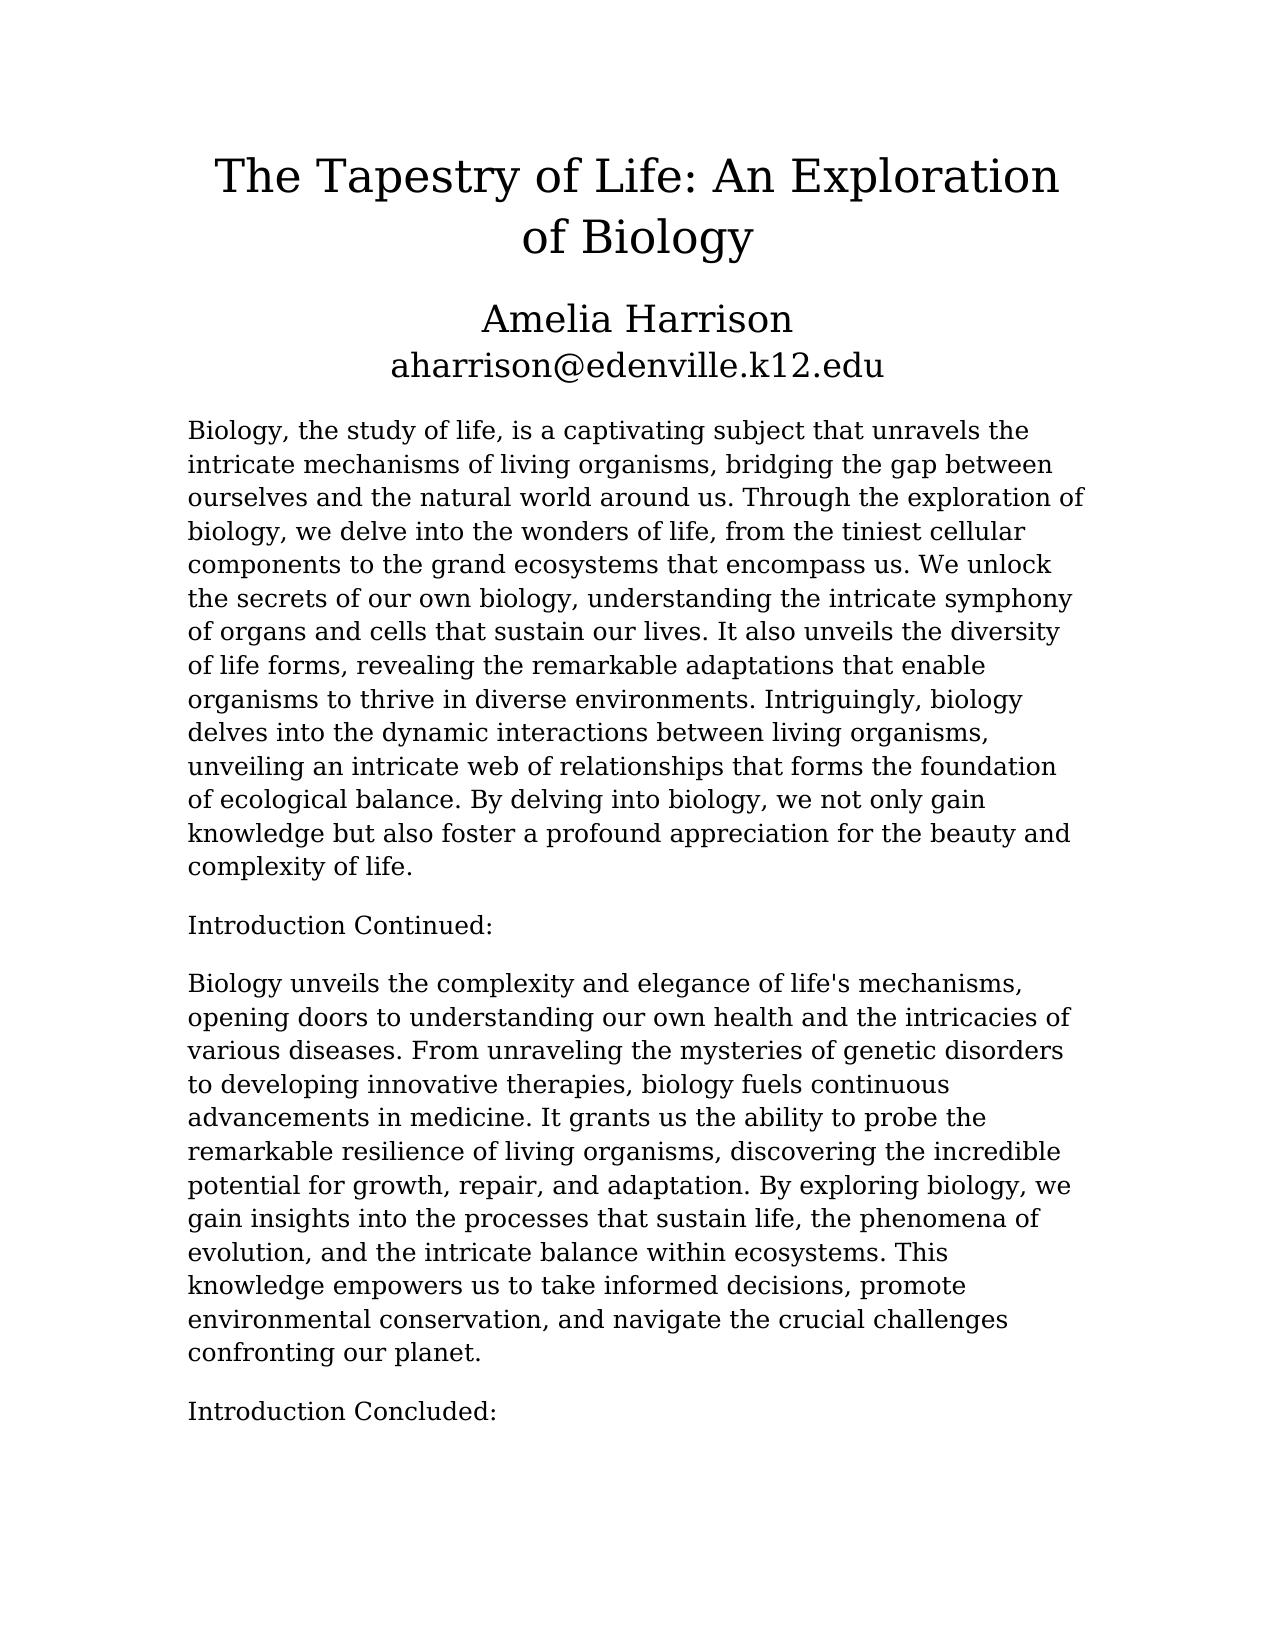 The Tapestry of Life: An Exploration
of Biology
Amelia Harrison
aharrison@edenville.k12.edu
Biology, the study of life, is a captivating subject that unravels the
intricate mechanisms of living organisms, bridging the gap between
ourselves and the natural world around us. Through the exploration of
biology, we delve into the wonders of life, from the tiniest cellular
components to the grand ecosystems that encompass us. We unlock
the secrets of our own biology, understanding the intricate symphony
of organs and cells that sustain our lives. It also unveils the diversity
of life forms, revealing the remarkable adaptations that enable
organisms to thrive in diverse environments. Intriguingly, biology
delves into the dynamic interactions between living organisms,
unveiling an intricate web of relationships that forms the foundation
of ecological balance. By delving into biology, we not only gain
knowledge but also foster a profound appreciation for the beauty and
complexity of life.
Introduction Continued:
Biology unveils the complexity and elegance of life's mechanisms,
opening doors to understanding our own health and the intricacies of
various diseases. From unraveling the mysteries of genetic disorders
to developing innovative therapies, biology fuels continuous
advancements in medicine. It grants us the ability to probe the
remarkable resilience of living organisms, discovering the incredible
potential for growth, repair, and adaptation. By exploring biology, we
gain insights into the processes that sustain life, the phenomena of
evolution, and the intricate balance within ecosystems. This
knowledge empowers us to take informed decisions, promote
environmental conservation, and navigate the crucial challenges
confronting our planet.
Introduction Concluded: